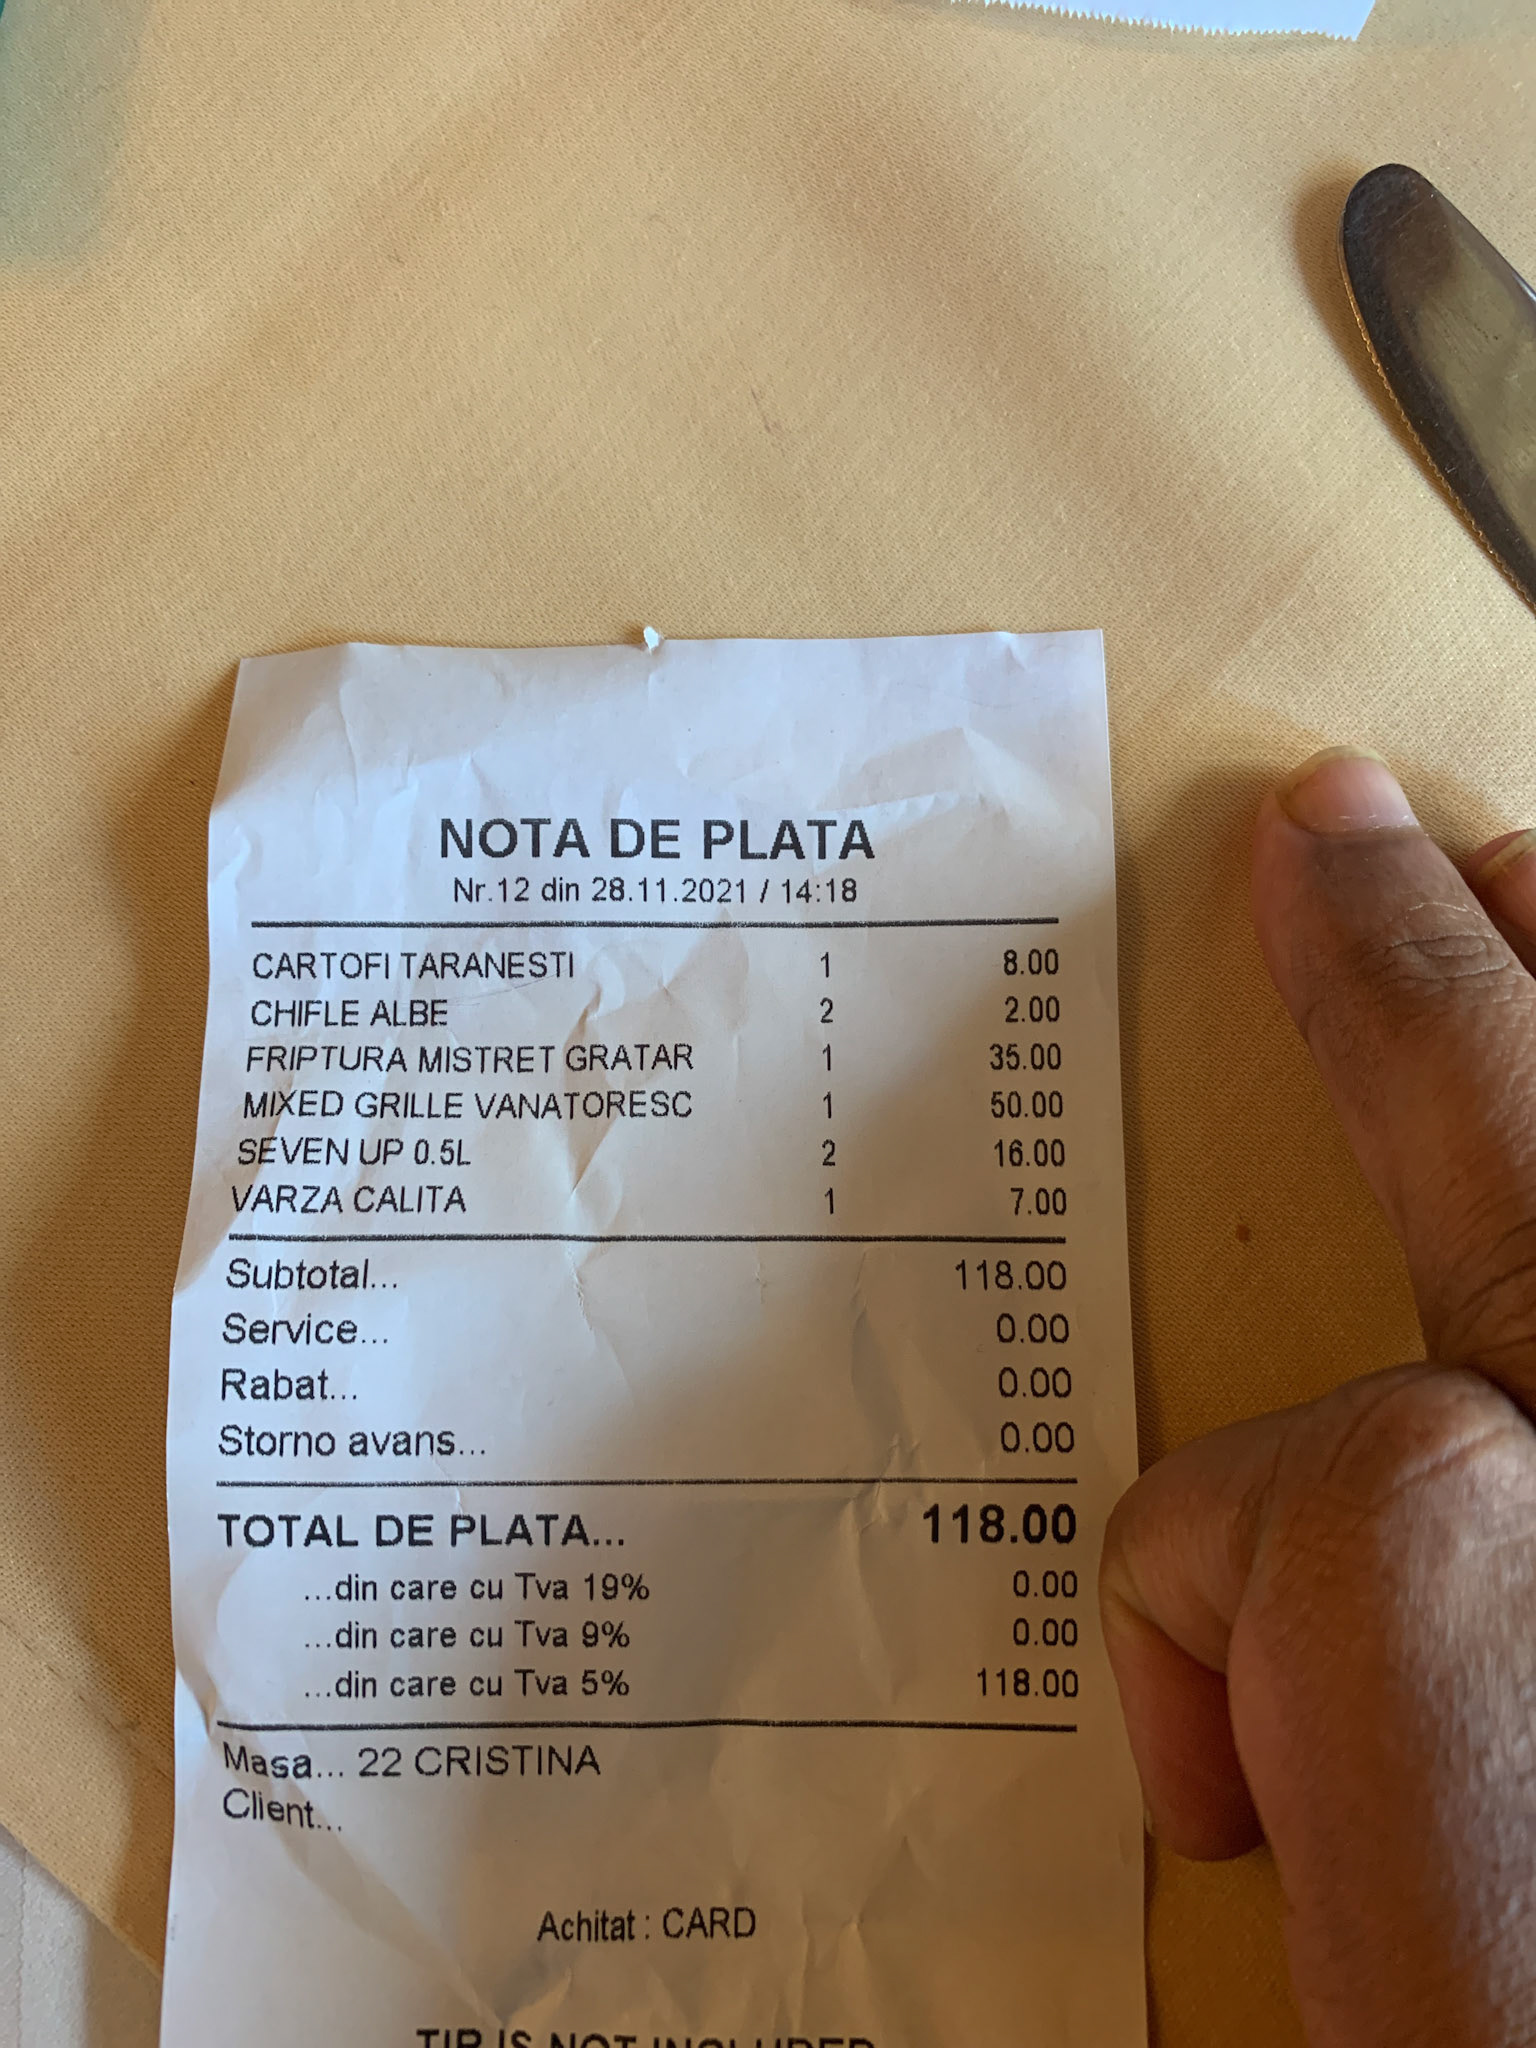 NOTA DE PLATA
Nr.12 din 28.11.2021 / 14:18
CARTOFI TARANESTI 1 8.00
CHIFLE ALBE 2 2.00
FRIPTURA MISTRET GRATAR 1 35.00
MIXED GRILLE VANATORESC 1 50.00
SEVEN UP 0.5L 2 16.00
VARZA CALITA 1 7.00
Subtotal... 118.00
Service... 0.00
Rabat... 0.00
Storno avans... 0.00
TOTAL DE PLATA... 118.00
...din care cu Tva 19% 0.00
...din care cu Tva 9% 0.00
...din care cu Tva 5% 118.00
Masa... 22 CRISTINA
Client...
Achitat : CARD
TIP IS NOT INCLUDED